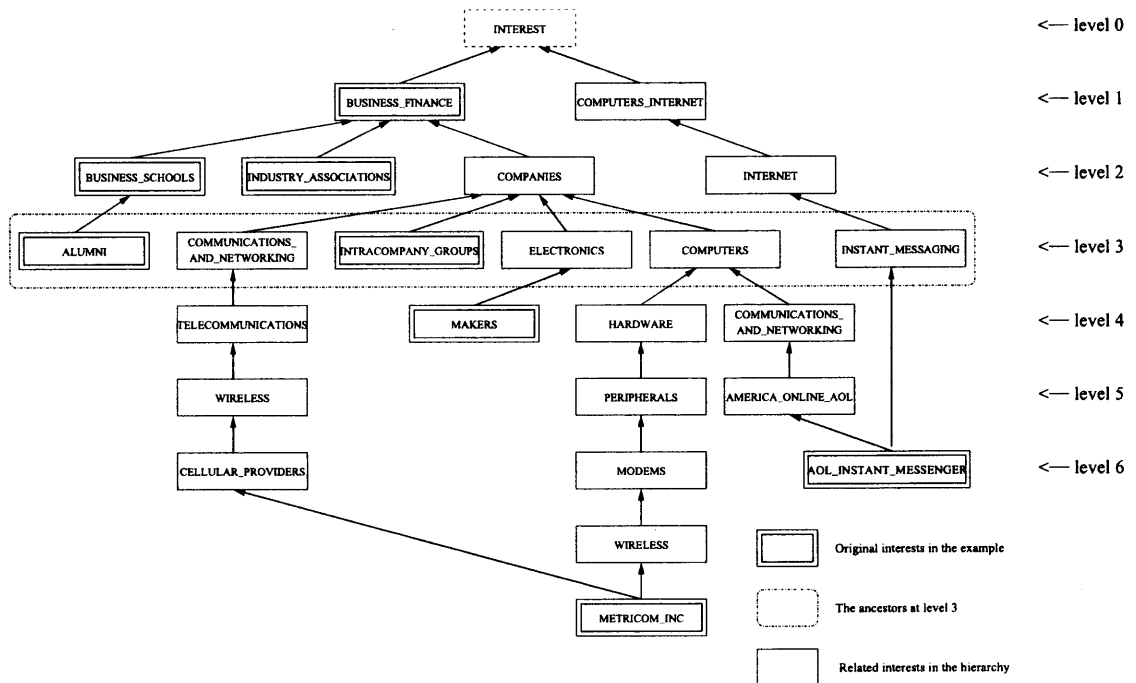 INTEREST
<— level 0
BUSINESS_FINANCE
COMPUTERS_INTERNET
<— level 1
BUSINESS_SCHOOLS
INDUSTRY_ASSOCIATIONS
COMPANIES
INTERNET
<— level 2
ALUMNI
COMMUNICATIONS_
AND_NETWORKING
INTRACOMPANY_GROUPS
ELECTRONICS
COMPUTERS
INSTANT_MESSAGING
<— level 3
TELECOMMUNICATIONS
MAKERS
HARDWARE
COMMUNICATIONS_
AND_NETWORKING
<— level 4
WIRELESS
PERIPHERALS
AMERICA_ONLINE_AOL
<— level 5
CELLULAR_PROVIDERS
MODEMS
AOL_INSTANT_MESSENGER
<— level 6
WIRELESS
Original interests in the example
METRICOM_INC
The ancestors at level 3
Related interests in the hierarchy